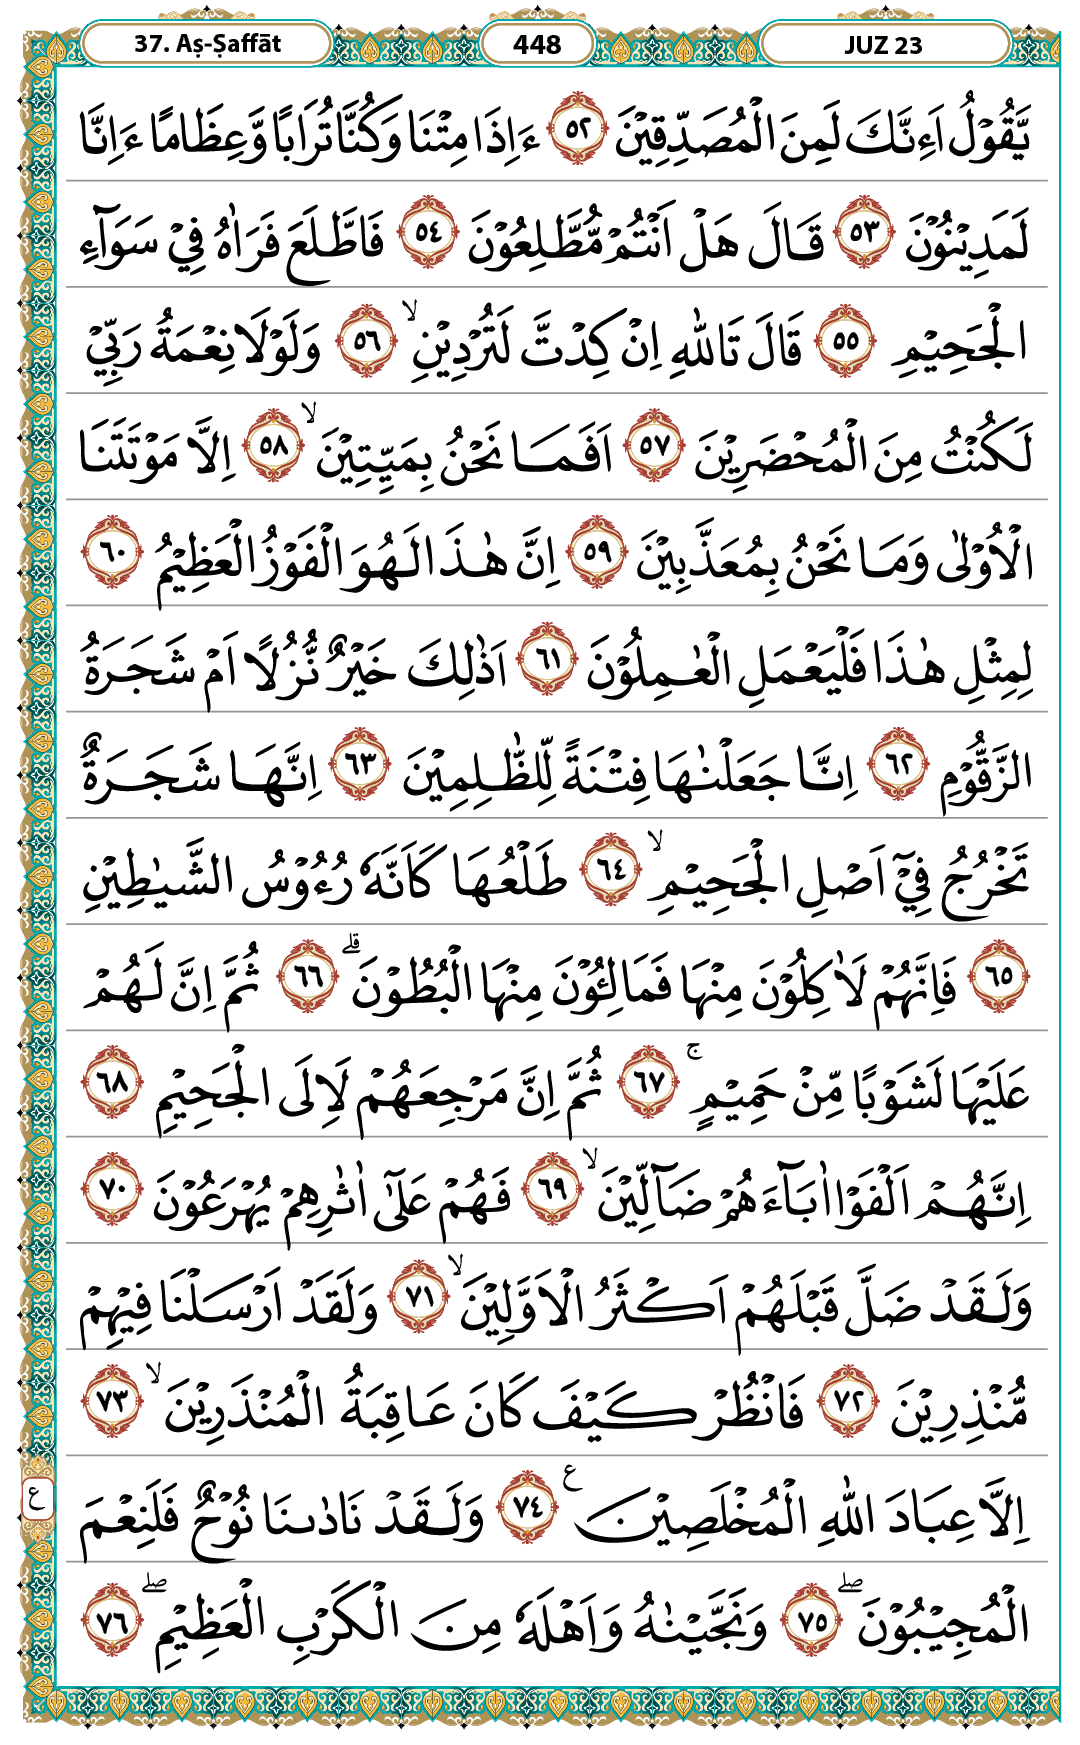 37. Aṣ-Ṣaffāt
448
JUZ 23
يَّقُوْلُ اَءِنَّكَ لَمِنَ الْمُصَدِّقِيْنَ ٥٢ ءَاِذَا مِتْنَا وَكُنَّا تُرَابًا وَّعِظَامًا ءَاِنَّا
لَمَدِيْنُوْنَ ٥٣ قَالَ هَلْ اَنْتُمْ مُّطَّلِعُوْنَ ٥٤ فَاطَّلَعَ فَرَاٰهُ فِيْ سَوَآءِ
الْجَحِيْمِ ٥٥ قَالَ تَاللّٰهِ اِنْ كِدْتَّ لَتُرْدِيْنِ ۙ ٥٦ وَلَوْلَا نِعْمَةُ رَبِّيْ
لَكُنْتُ مِنَ الْمُحْضَرِيْنَ ٥٧ اَفَمَا نَحْنُ بِمَيِّتِيْنَ ۙ ٥٨ اِلَّا مَوْتَتَنَا
الْاُوْلٰى وَمَا نَحْنُ بِمُعَذَّبِيْنَ ٥٩ اِنَّ هٰذَا لَهُوَ الْفَوْزُ الْعَظِيْمُ ٦٠
لِمِثْلِ هٰذَا فَلْيَعْمَلِ الْعٰمِلُوْنَ ٦١ اَذٰلِكَ خَيْرٌ نُّزُلًا اَمْ شَجَرَةُ
الزَّقُّوْمِ ٦٢ اِنَّا جَعَلْنٰهَا فِتْنَةً لِّلظّٰلِمِيْنَ ٦٣ اِنَّهَا شَجَرَةٌ
تَخْرُجُ فِيْٓ اَصْلِ الْجَحِيْمِ ۙ ٦٤ طَلْعُهَا كَاَنَّهٗ رُءُوْسُ الشَّيٰطِيْنِ
٦٥ فَاِنَّهُمْ لَاٰكِلُوْنَ مِنْهَا فَمَالِـُٔوْنَ مِنْهَا الْبُطُوْنَ ۗ ٦٦ ثُمَّ اِنَّ لَهُمْ
عَلَيْهَا لَشَوْبًا مِّنْ حَمِيْمٍ ۚ ٦٧ ثُمَّ اِنَّ مَرْجِعَهُمْ لَاِلَى الْجَحِيْمِ ٦٨
اِنَّهُمْ اَلْفَوْا اٰبَآءَهُمْ ضَآلِّيْنَ ۙ ٦٩ فَهُمْ عَلٰٓى اٰثٰرِهِمْ يُهْرَعُوْنَ ٧٠
وَلَقَدْ ضَلَّ قَبْلَهُمْ اَكْثَرُ الْاَوَّلِيْنَ ۙ ٧١ وَلَقَدْ اَرْسَلْنَا فِيْهِمْ
مُّنْذِرِيْنَ ٧٢ فَانْظُرْ كَيْفَ كَانَ عَاقِبَةُ الْمُنْذَرِيْنَ ۙ ٧٣
اِلَّا عِبَادَ اللّٰهِ الْمُخْلَصِيْنَ ع ٧٤ وَلَقَدْ نَادٰىنَا نُوْحٌ فَلَنِعْمَ
ع
الْمُجِيْبُوْنَ ۖ ٧٥ وَنَجَّيْنٰهُ وَاَهْلَهٗ مِنَ الْكَرْبِ الْعَظِيْمِ ۖ ٧٦